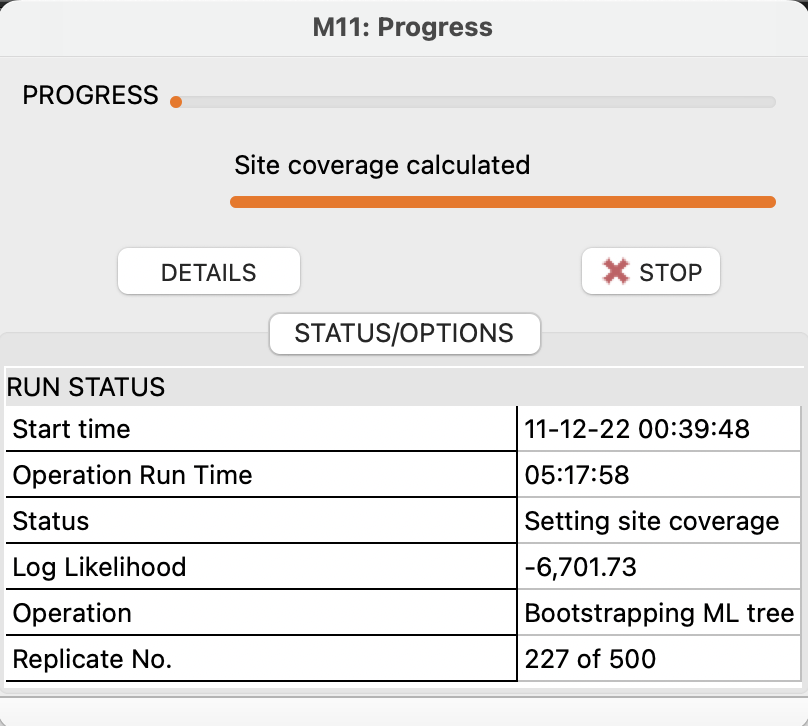 M11: Progress
PROGRESS
Site coverage calculated
DETAILS
STOP
STATUS/OPTIONS
RUN STATUS
Start time 11-12-22 00:39:48
Operation Run Time 05:17:58
Status Setting site coverage
Log Likelihood -6,701.73
Operation Bootstrapping ML tree
Replicate No. 227 of 500